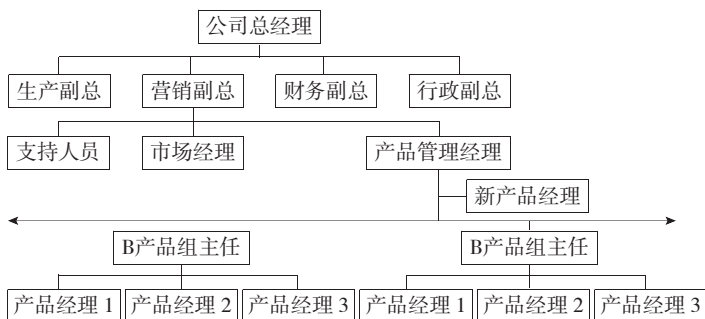 公司总经理
生产副总 营销副总 财务副总 行政副总
支持人员 市场经理 产品管理经理
新产品经理
B产品组主任 B产品组主任
产品经理 1 产品经理 2 产品经理 3 产品经理 1 产品经理 2 产品经理 3